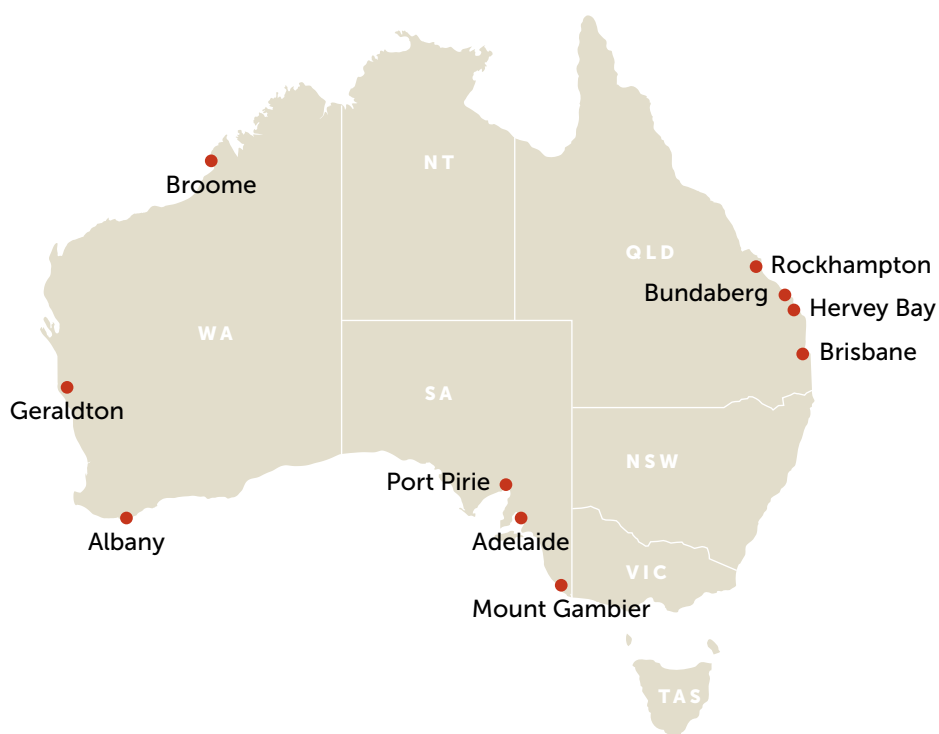 NT
Broome
QLD
Rockhampton
Bundaberg
Hervey Bay
WA
Brisbane
SA
Geraldton
NSW
Port Pirie
Albany
Adelaide
VIC
Mount Gambier
TAS